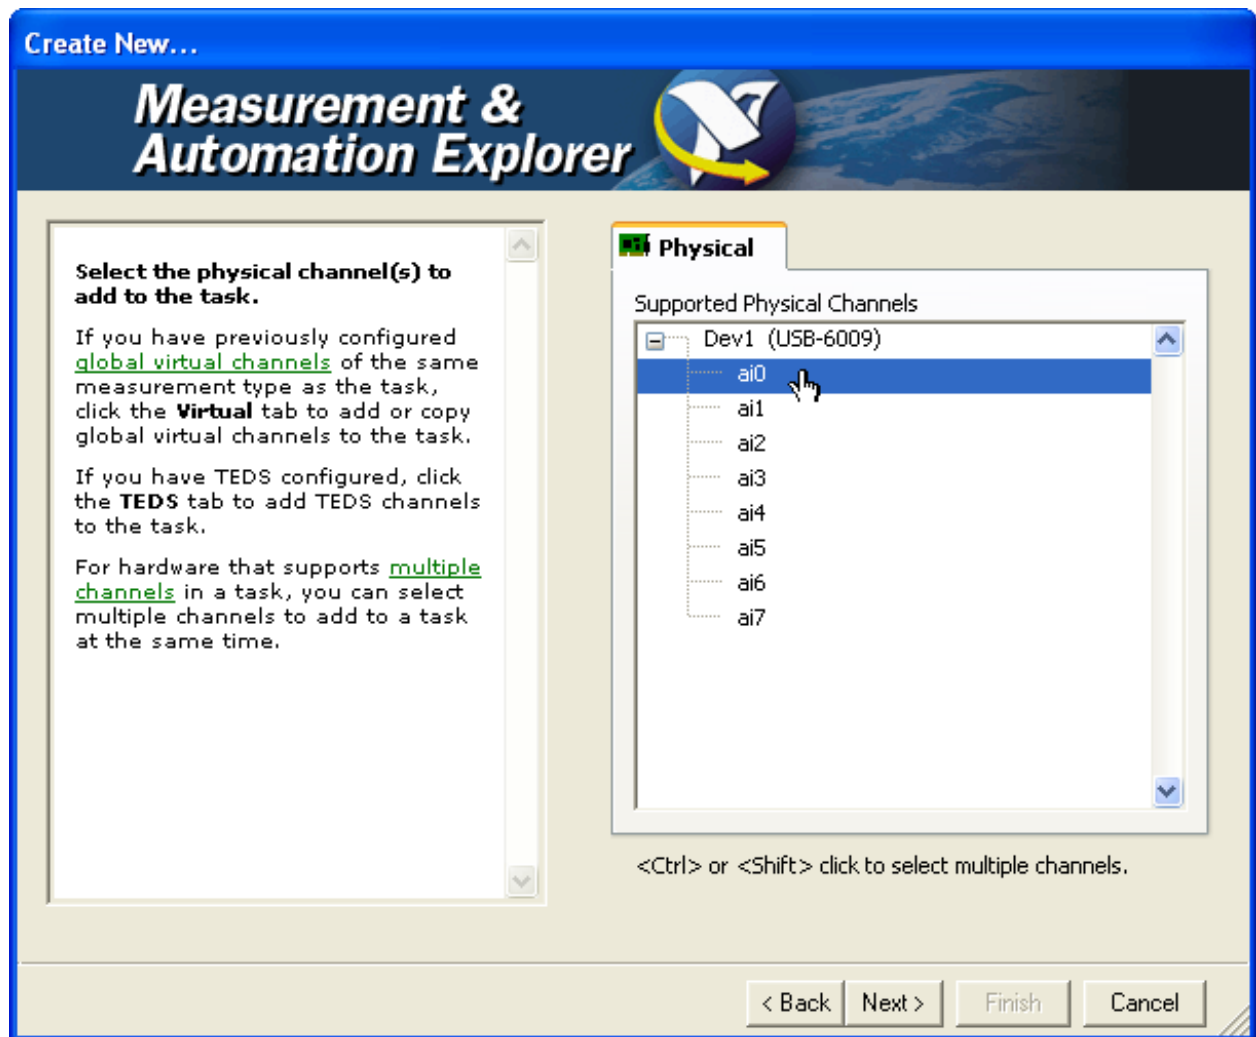 Create New...
Measurement &
Automation Explorer
Select the physical channel(s) to
add to the task.
If you have previously configured
global virtual channels of the same
measurement type as the task,
click the Virtual tab to add or copy
global virtual channels to the task.
If you have TEDS configured, click
the TEDS tab to add TEDS channels
to the task.
For hardware that supports multiple
channels in a task, you can select
multiple channels to add to a task
at the same time.
Physical
Supported Physical Channels
Dev1 (USB-6009)
ai0
ai1
ai2
ai3
ai4
ai5
ai6
ai7
<Ctrl> or <Shift> click to select multiple channels.
< Back
Next >
Finish
Cancel